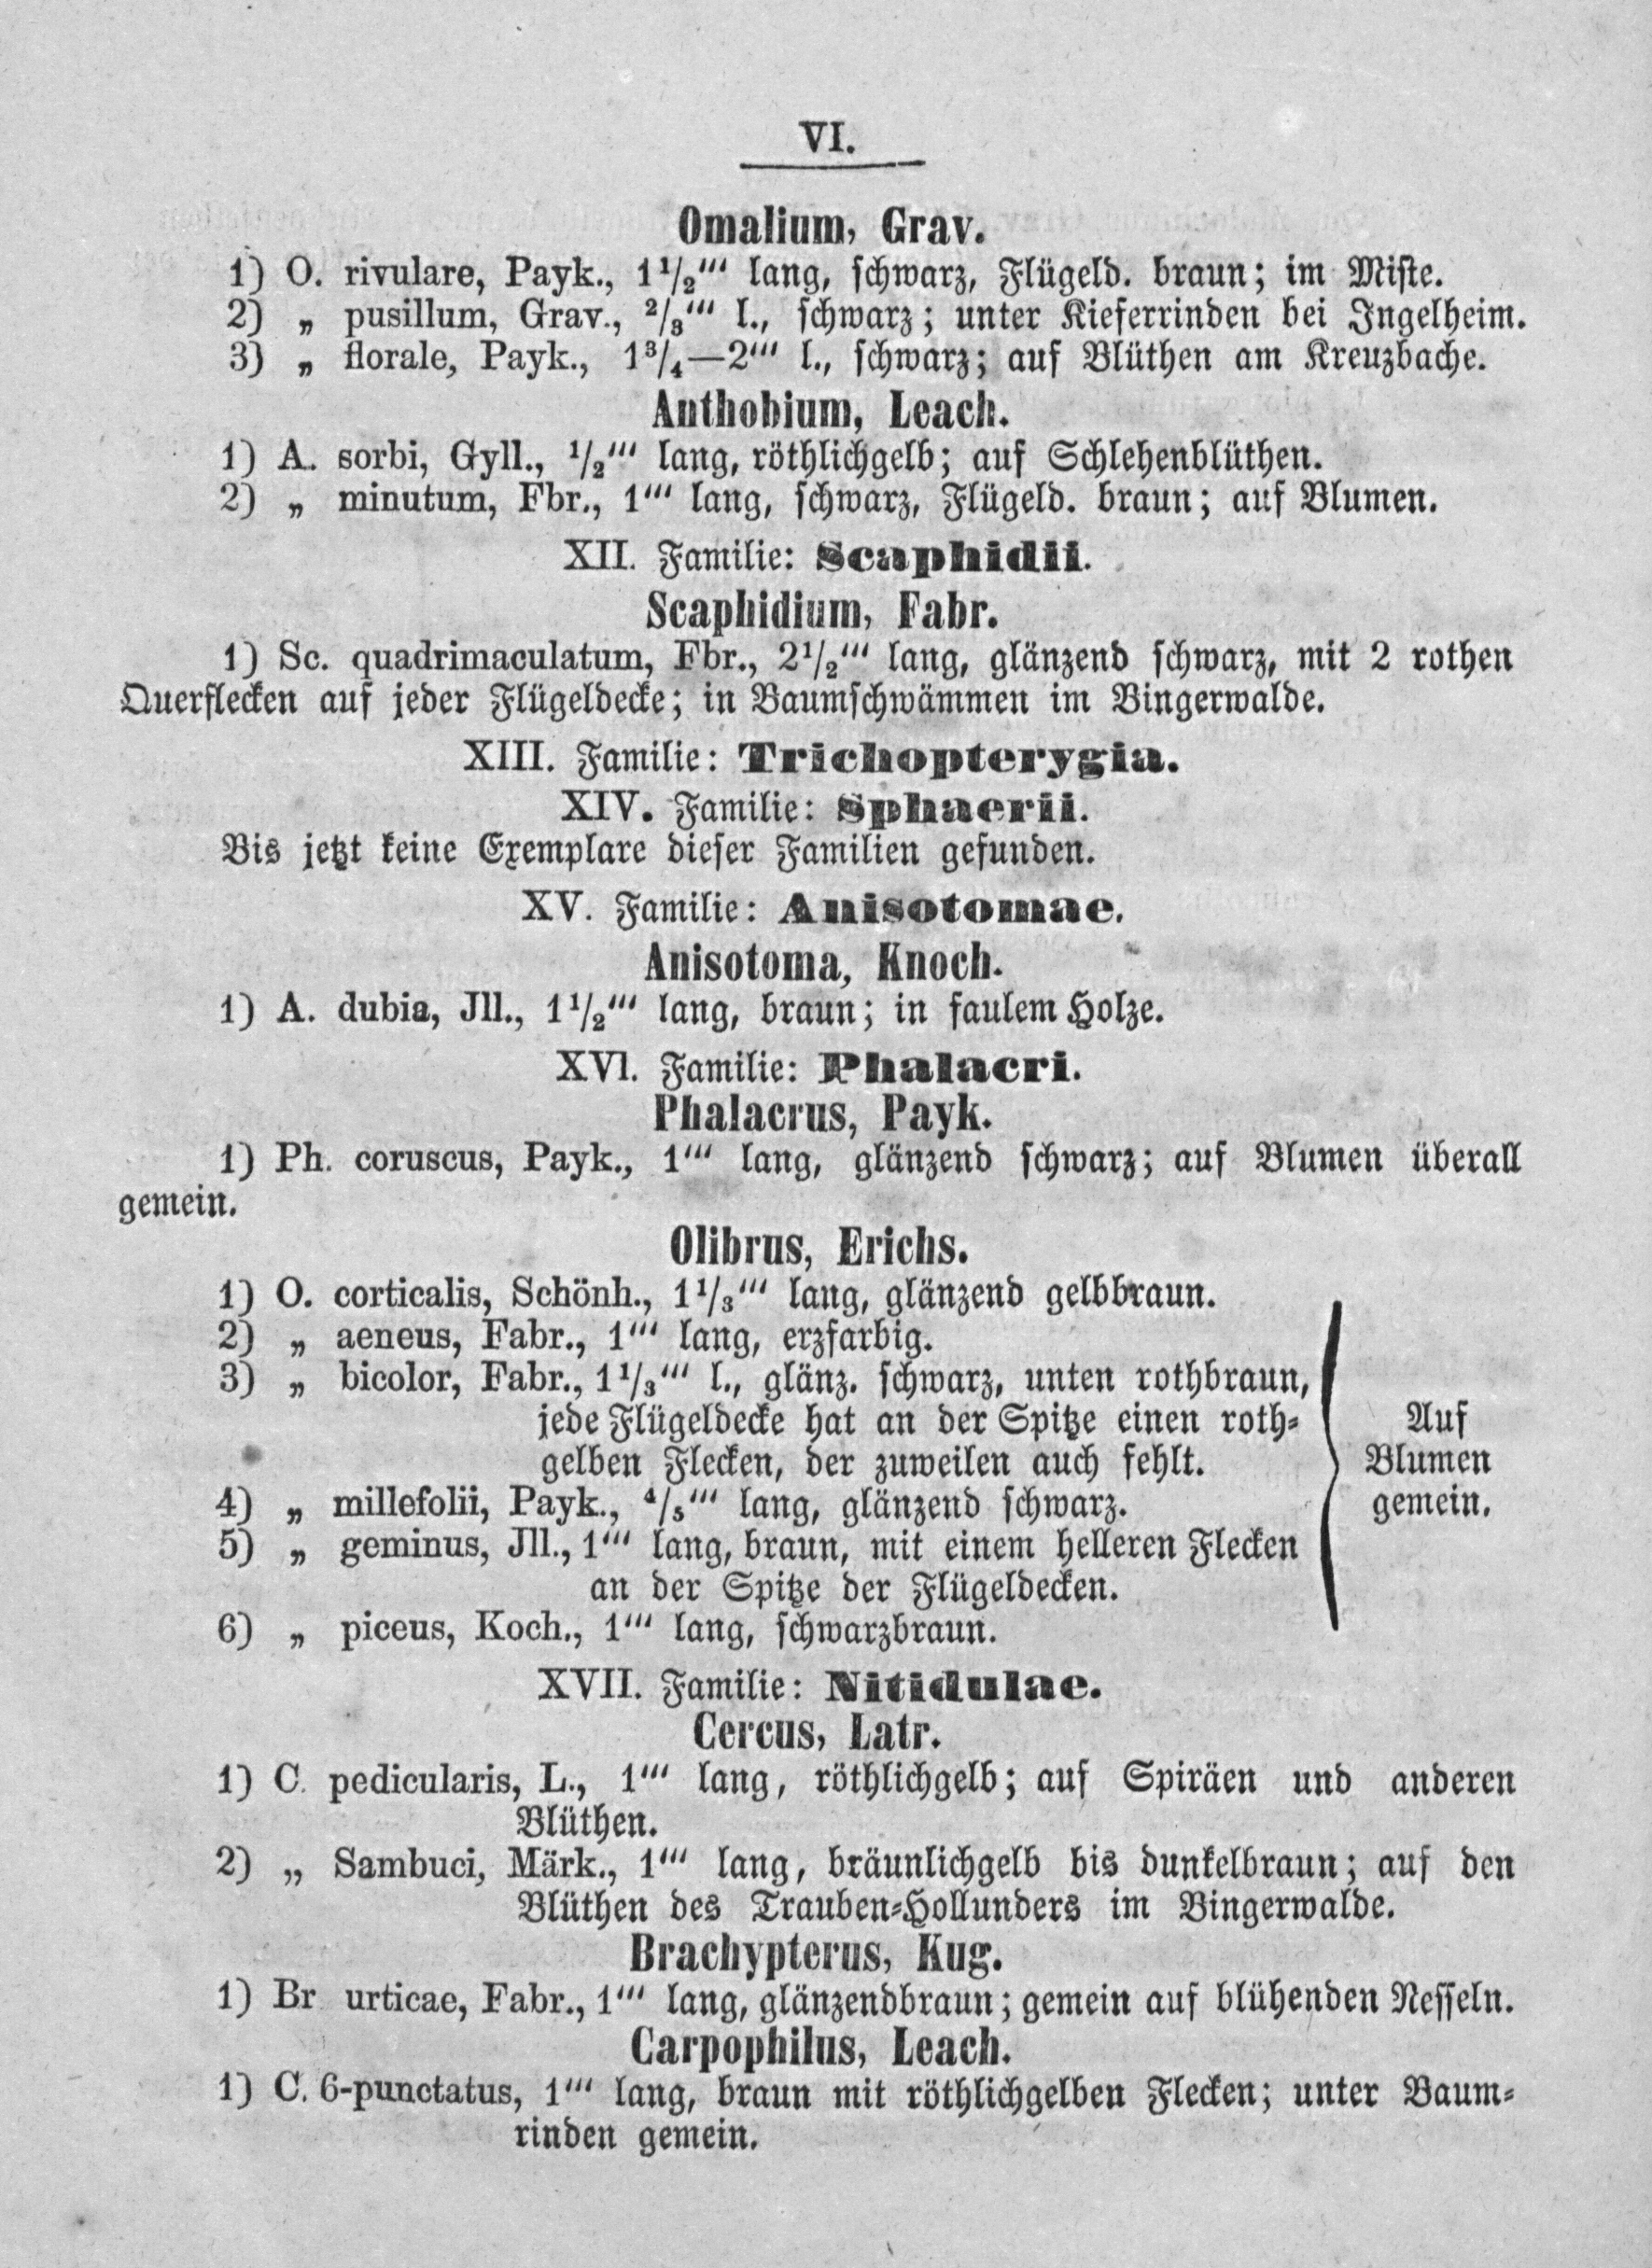 VI.
Omalium, Grav.
1) O. rivulare, Payk., 1 1/2''' lang, schwarz, Flügeld. braun; im Miste.
2) „ pusillum, Grav., 2/3''' l., schwarz; unter Kieferrinden bei Ingelheim.
3) „ florale, Payk., 1 3/4—2''' l., schwarz; auf Blüthen am Kreuzbache.
Anthobium, Leach.
1) A. sorbi, Gyll., 1/2''' lang, röthlichgelb; auf Schlehenblüthen.
2) „ minutum, Fbr., 1''' lang, schwarz, Flügeld. braun; auf Blumen.
XII. Familie: Scaphidii.
Scaphidium, Fabr.
1) Sc. quadrimaculatum, Fbr., 2 1/2''' lang, glänzend schwarz, mit 2 rothen
Querflecken auf jeder Flügeldecke; in Baumschwämmen im Bingerwalde.
XIII. Familie: Trichopterygia.
XIV. Familie: Sphaerii.
Bis jetzt keine Exemplare dieser Familien gefunden.
XV. Familie: Anisotomae.
Anisotoma, Knoch.
1) A. dubia, Jll., 1 1/2''' lang, braun; in faulem Holze.
XVI. Familie: Phalacri.
Phalacrus, Payk.
1) Ph. coruscus, Payk., 1''' lang, glänzend schwarz; auf Blumen überall
gemein.
Olibrus, Erichs.
1) O. corticalis, Schönh., 1 1/3''' lang, glänzend gelbbraun.
2) „ aeneus, Fabr., 1''' lang, erzfarbig.
3) „ bicolor, Fabr., 1 1/3''' l., glänz. schwarz, unten rothbraun,
jede Flügeldecke hat an der Spitze einen roth-
gelben Flecken, der zuweilen auch fehlt.
4) „ millefolii, Payk., 4/5''' lang, glänzend schwarz.
5) „ geminus, Jll., 1''' lang, braun, mit einem helleren Flecken
an der Spitze der Flügeldecken.
6) „ piceus, Koch., 1''' lang, schwarzbraun.
Auf
Blumen
gemein.
XVII. Familie: Nitidulae.
Cercus, Latr.
1) C. pedicularis, L., 1''' lang, röthlichgelb; auf Spiräen und anderen
Blüthen.
2) „ Sambuci, Märk., 1''' lang, bräunlichgelb bis dunkelbraun; auf den
Blüthen des Trauben-Hollunders im Bingerwalde.
Brachypterus, Kug.
1) Br urticae, Fabr., 1''' lang, glänzendbraun; gemein auf blühenden Nesseln.
Carpophilus, Leach.
1) C. 6-punctatus, 1''' lang, braun mit röthlichgelben Flecken; unter Baum-
rinden gemein.